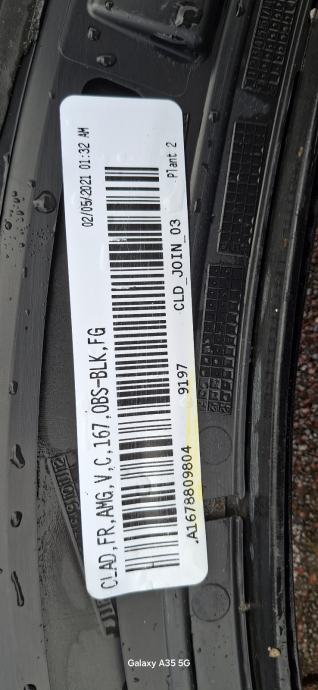 02/05/2021 01:32 AM
Plant 2
CLAD,FR,AMG,,V,C,167,,OBS-BLK,FG
CLD_JOIN_03
9197
A1678809804
Galaxy A35 5G